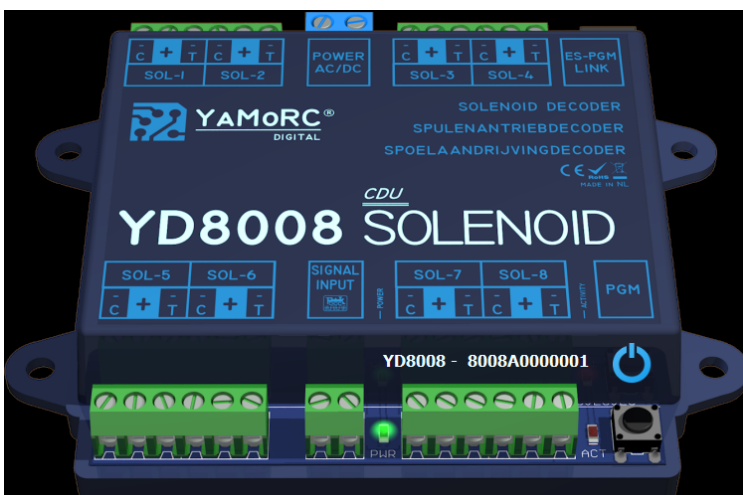 - + - - + -
C T C T
SOL-1 SOL-2
POWER
AC/DC
- + - - + -
C T C T
SOL-3 SOL-4
ES-PGM
LINK
YAMoRC®
DIGITAL
SOLENOID DECODER
SPULENANTRIEBDECODER
SPOELAANDRIJVINGDECODER
CE RoHS
MADE IN NL
CDU
YD8008 SOLENOID
SOL-5 SOL-6
- + - - + -
C T C T
SIGNAL
INPUT
POWER
SOL-7 SOL-8
- + - - + -
C T C T
ACTIVITY
PGM
YD8008 - 8008A0000001
PWR
ACT